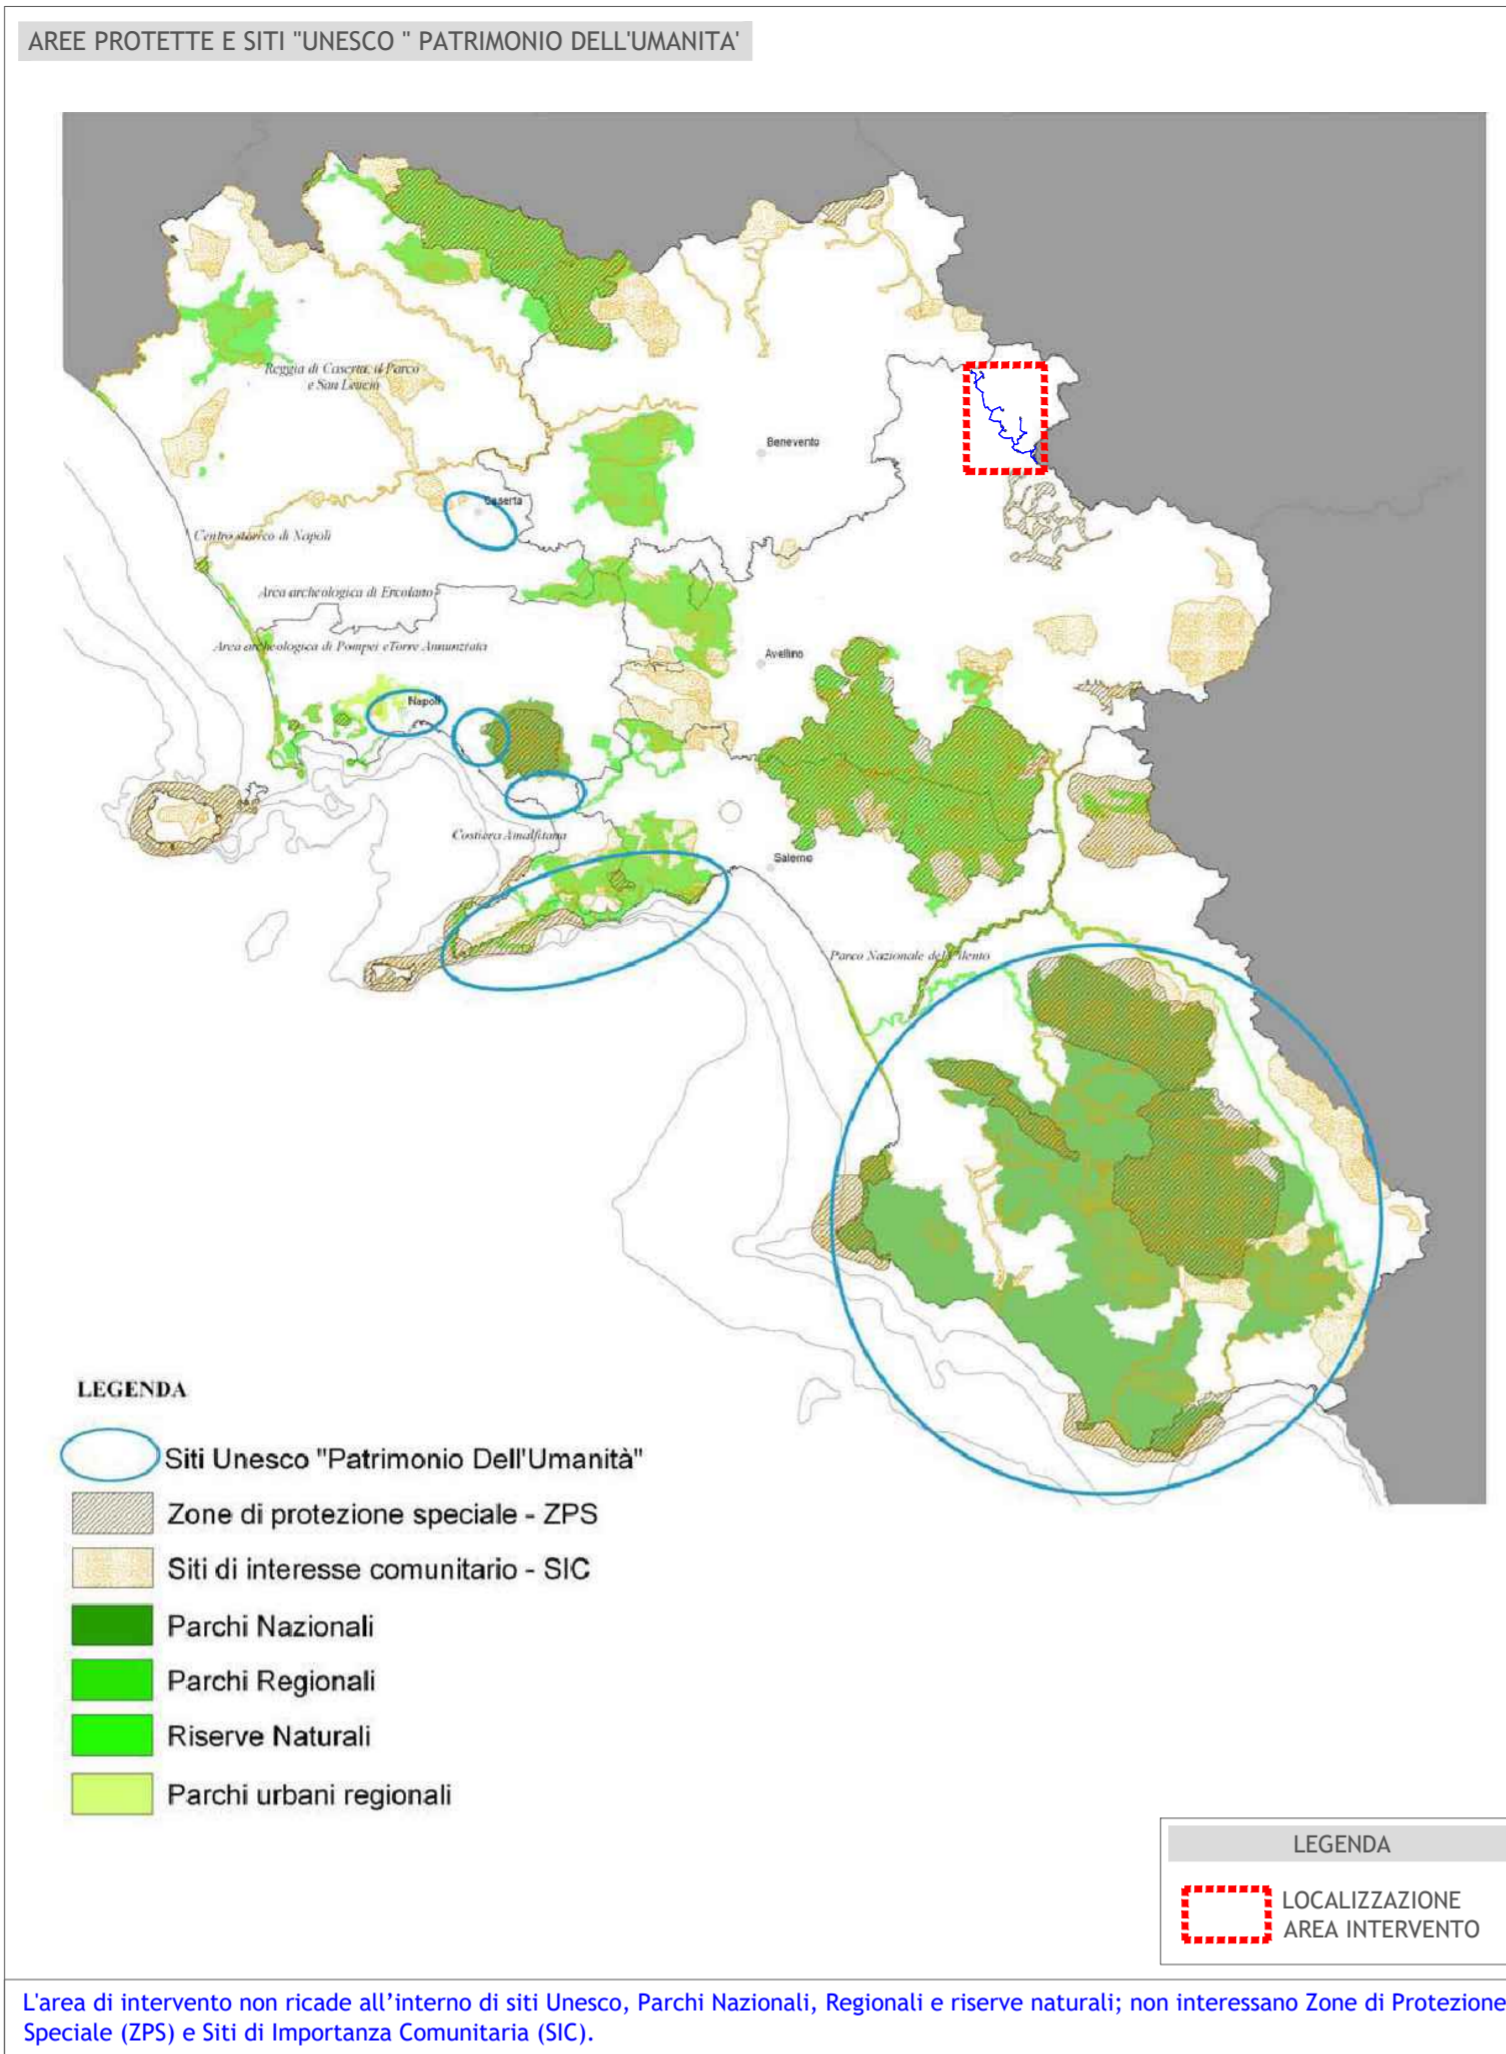 AREE PROTETTE E SITI "UNESCO " PATRIMONIO DELL'UMANITA'
Reggia di Caserta, il Parco
e San Leucio
Benevento
Caserta
Centro storico di Napoli
Area archeologica di Ercolano
Area archeologica di Pompei e Torre Annunziata
Avellino
Napoli
Costiera Amalfitana
Salerno
Parco Nazionale del Cilento
LEGENDA
Siti Unesco "Patrimonio Dell'Umanità"
Zone di protezione speciale - ZPS
Siti di interesse comunitario - SIC
Parchi Nazionali
Parchi Regionali
Riserve Naturali
Parchi urbani regionali
LEGENDA
LOCALIZZAZIONE
AREA INTERVENTO
L'area di intervento non ricade all’interno di siti Unesco, Parchi Nazionali, Regionali e riserve naturali; non interessano Zone di Protezione
Speciale (ZPS) e Siti di Importanza Comunitaria (SIC).